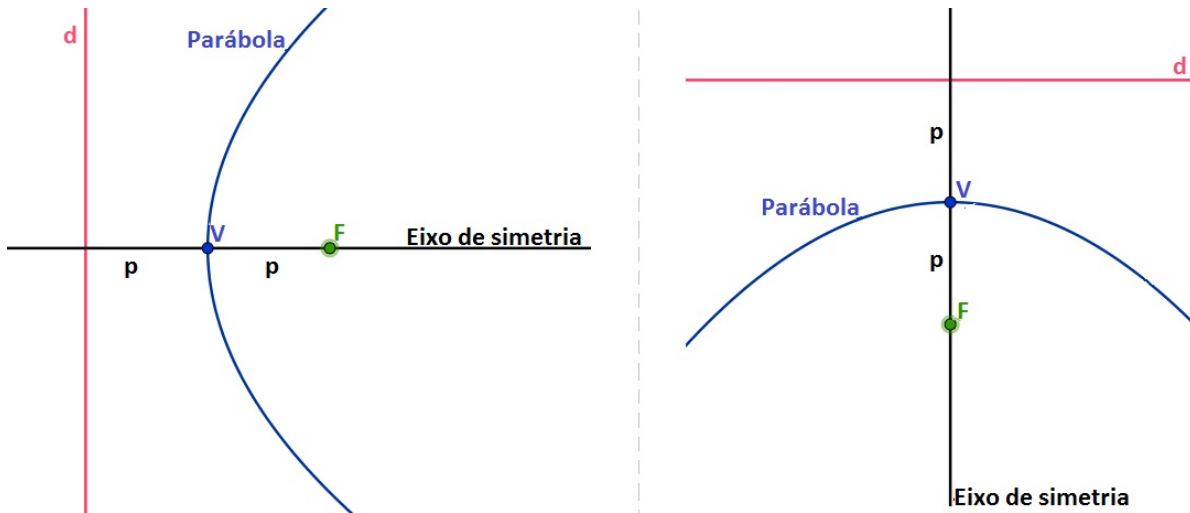 d
Parábola
V
F
Eixo de simetria
p
p
d
p
V
Parábola
p
F
Eixo de simetria